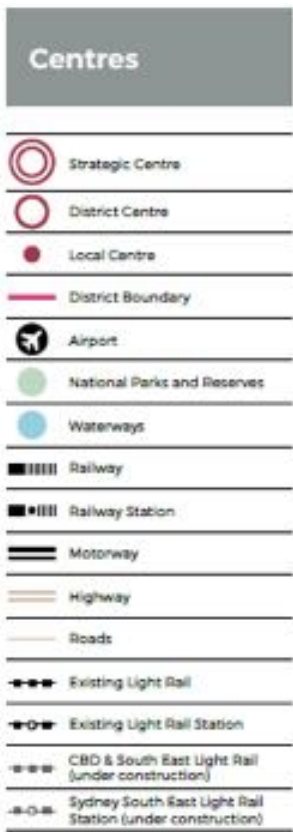 Centres
Strategic Centre
District Centre
Local Centre
District Boundary
Airport
National Parks and Reserves
Waterways
Railway
Railway Station
Motorway
Highway
Roads
Existing Light Rail
Existing Light Rail Station
CBD & South East Light Rail
(under construction)
Sydney South East Light Rail
Station (under construction)